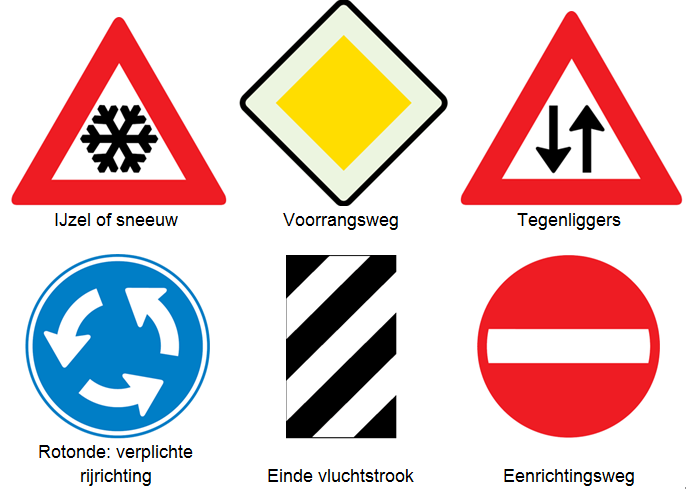 IJzel of sneeuw
Voorrangsweg
Tegenliggers
Rotonde: verplichte
rijrichting
Einde vluchtstrook
Eenrichtingsweg